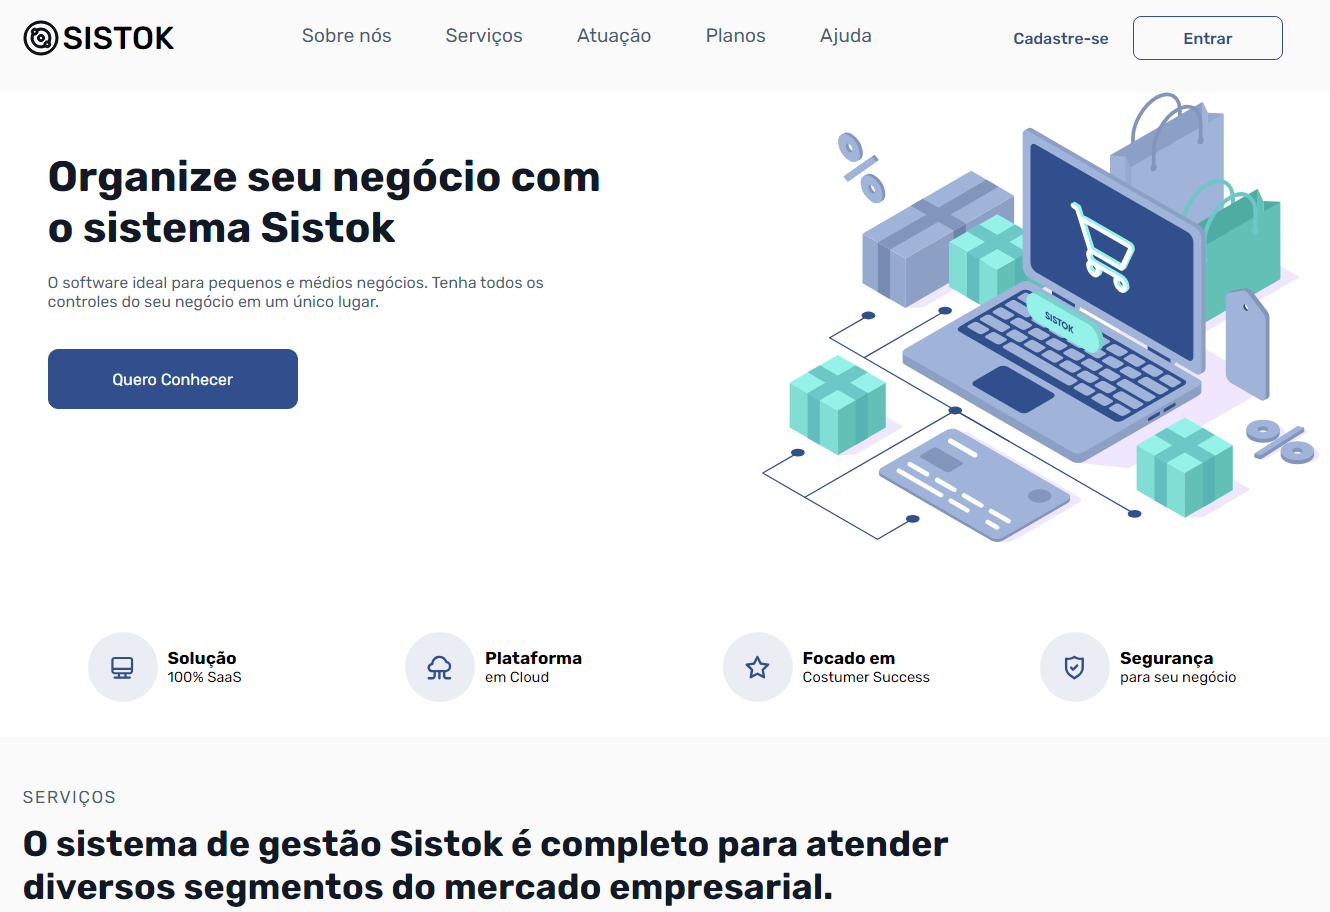 SISTOK
Sobre nós
Serviços
Atuação
Planos
Ajuda
Cadastre-se
Entrar
Organize seu negócio com
o sistema Sistok
O software ideal para pequenos e médios negócios. Tenha todos os
controles do seu negócio em um único lugar.
Quero Conhecer
SISTOK
Solução
100% SaaS
Plataforma
em Cloud
Focado em
Costumer Success
Segurança
para seu negócio
SERVIÇOS
O sistema de gestão Sistok é completo para atender
diversos segmentos do mercado empresarial.